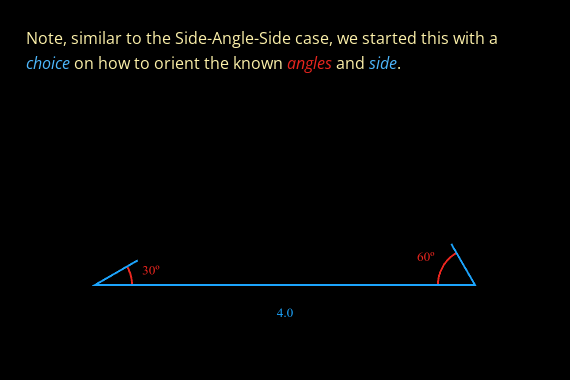 Note, similar to the Side-Angle-Side case, we started this with a
choice on how to orient the known angles and side.
60º
30º
4.0